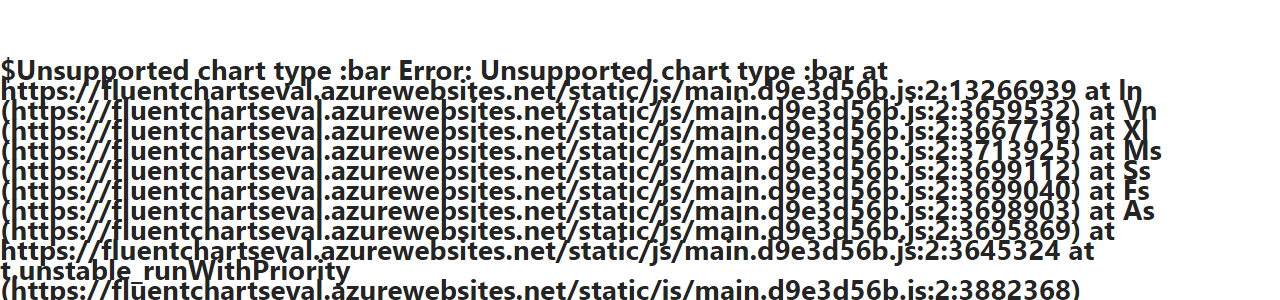 $Unsupported chart type :bar Error: Unsupported chart type :bar at
https://fluentchartseval.azurewebsites.net/static/js/main.d9e3d56b.js:2:13266939 at ln
(https://fluentchartseval.azurewebsites.net/static/js/main.d9e3d56b.js:2:3659532) at Vn
(https://fluentchartseval.azurewebsites.net/static/js/main.d9e3d56b.js:2:3667719) at Xl
(https://fluentchartseval.azurewebsites.net/static/js/main.d9e3d56b.js:2:3713925) at Ms
(https://fluentchartseval.azurewebsites.net/static/js/main.d9e3d56b.js:2:3699112) at Ss
(https://fluentchartseval.azurewebsites.net/static/js/main.d9e3d56b.js:2:3699040) at Fs
(https://fluentchartseval.azurewebsites.net/static/js/main.d9e3d56b.js:2:3698903) at As
(https://fluentchartseval.azurewebsites.net/static/js/main.d9e3d56b.js:2:3695869) at
https://fluentchartseval.azurewebsites.net/static/js/main.d9e3d56b.js:2:3645324 at
t.unstable_runWithPriority
(https://fluentchartseval.azurewebsites.net/static/js/main.d9e3d56b.js:2:3882368)